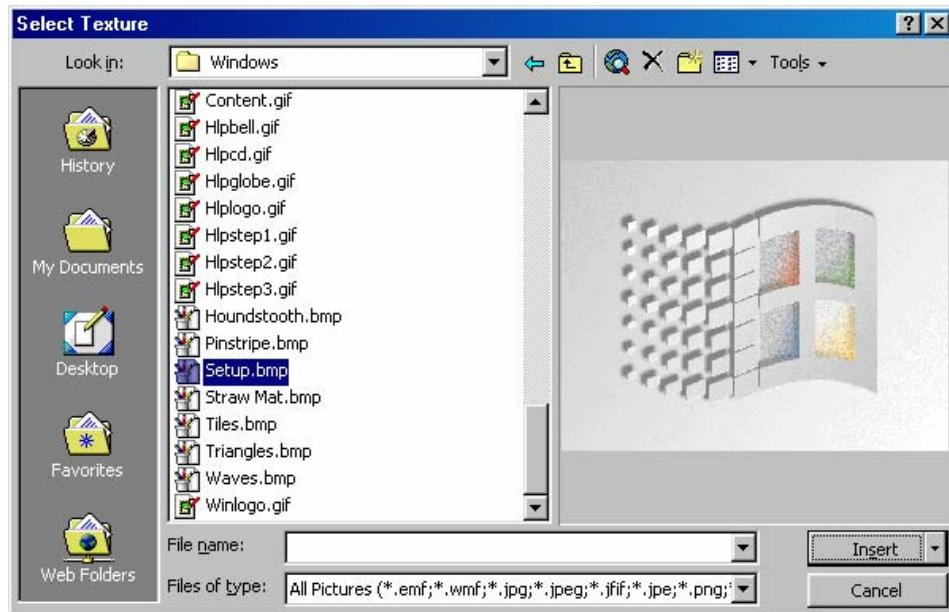 Select Texture
Look in:
Windows
Tools
History
My Documents
Desktop
Favorites
Web Folders
Content.gif
Hlpbell.gif
Hlpcd.gif
Hlpglobe.gif
Hlplogo.gif
Hlpstep1.gif
Hlpstep2.gif
Hlpstep3.gif
Houndstooth.bmp
Pinstripe.bmp
Setup.bmp
Straw Mat.bmp
Tiles.bmp
Triangles.bmp
Waves.bmp
Winlogo.gif
File name:
Insert
Files of type:
All Pictures (*.emf;*.wmf;*.jpg;*.jpeg;*.jfif;*.jpe;*.png;
Cancel